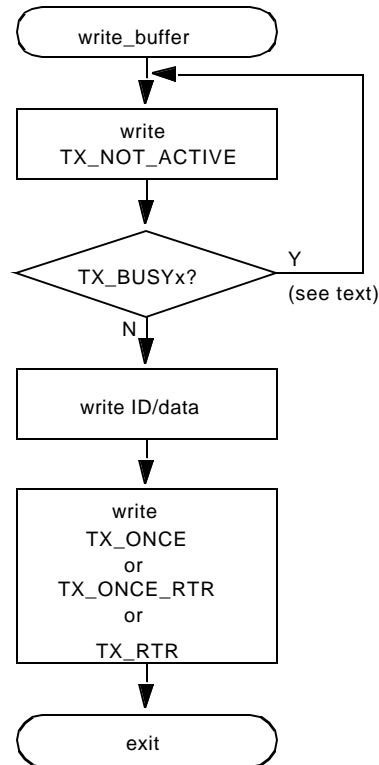 write_buffer
write
TX_NOT_ACTIVE
TX_BUSYx?
Y
(see text)
N
write ID/data
write
TX_ONCE
or
TX_ONCE_RTR
or
TX_RTR
exit